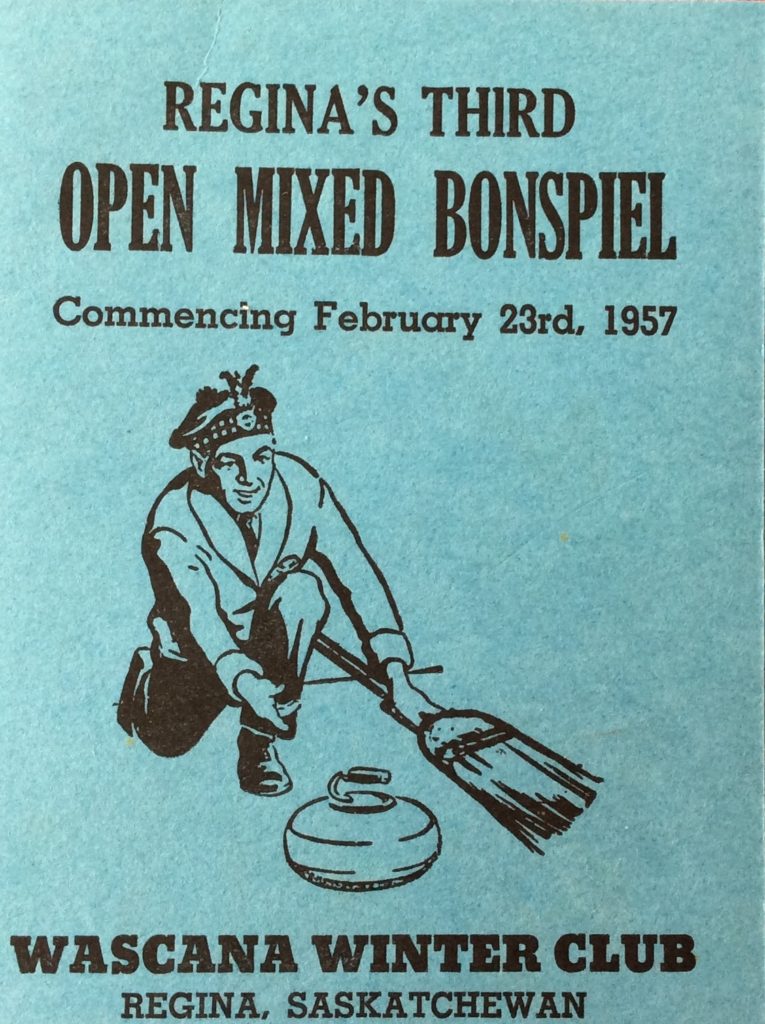 REGINA'S THIRD
OPEN MIXED BONSPIEL
Commencing February 23rd, 1957
WASCANA WINTER CLUB
REGINA, SASKATCHEWAN